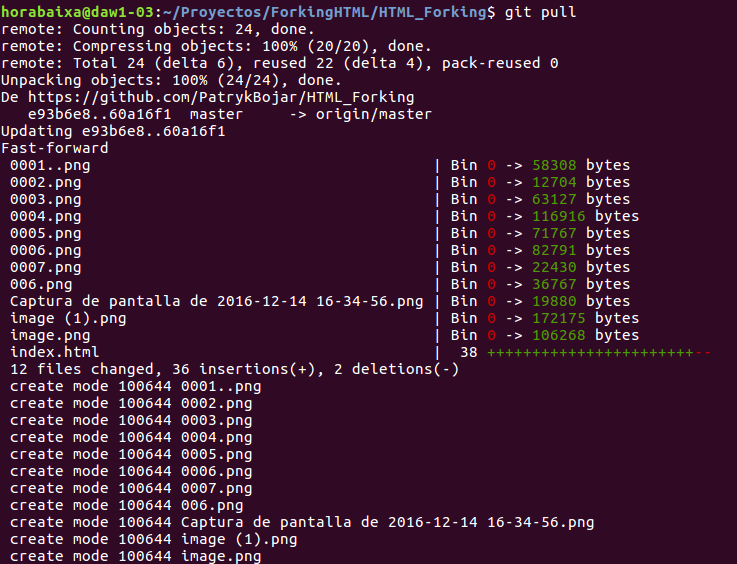 horabaixa@daw1-03:~/Proyectos/ForkingHTML/HTML_Forking$ git pull
remote: Counting objects: 24, done.
remote: Compressing objects: 100% (20/20), done.
remote: Total 24 (delta 6), reused 22 (delta 4), pack-reused 0
Unpacking objects: 100% (24/24), done.
De https://github.com/PatrykBojar/HTML_Forking
   e93b6e8..60a16f1  master     -> origin/master
Updating e93b6e8..60a16f1
Fast-forward
 0001..png                                      | Bin 0 -> 58308 bytes
 0002.png                                       | Bin 0 -> 12704 bytes
 0003.png                                       | Bin 0 -> 63127 bytes
 0004.png                                       | Bin 0 -> 116916 bytes
 0005.png                                       | Bin 0 -> 71767 bytes
 0006.png                                       | Bin 0 -> 82791 bytes
 0007.png                                       | Bin 0 -> 22430 bytes
 006.png                                        | Bin 0 -> 36767 bytes
 Captura de pantalla de 2016-12-14 16-34-56.png | Bin 0 -> 19880 bytes
 image (1).png                                  | Bin 0 -> 172175 bytes
 image.png                                      | Bin 0 -> 106268 bytes
 index.html                                     |  38 +++++++++++++++++++++++--
 12 files changed, 36 insertions(+), 2 deletions(-)
 create mode 100644 0001..png
 create mode 100644 0002.png
 create mode 100644 0003.png
 create mode 100644 0004.png
 create mode 100644 0005.png
 create mode 100644 0006.png
 create mode 100644 0007.png
 create mode 100644 006.png
 create mode 100644 Captura de pantalla de 2016-12-14 16-34-56.png
 create mode 100644 image (1).png
 create mode 100644 image.png